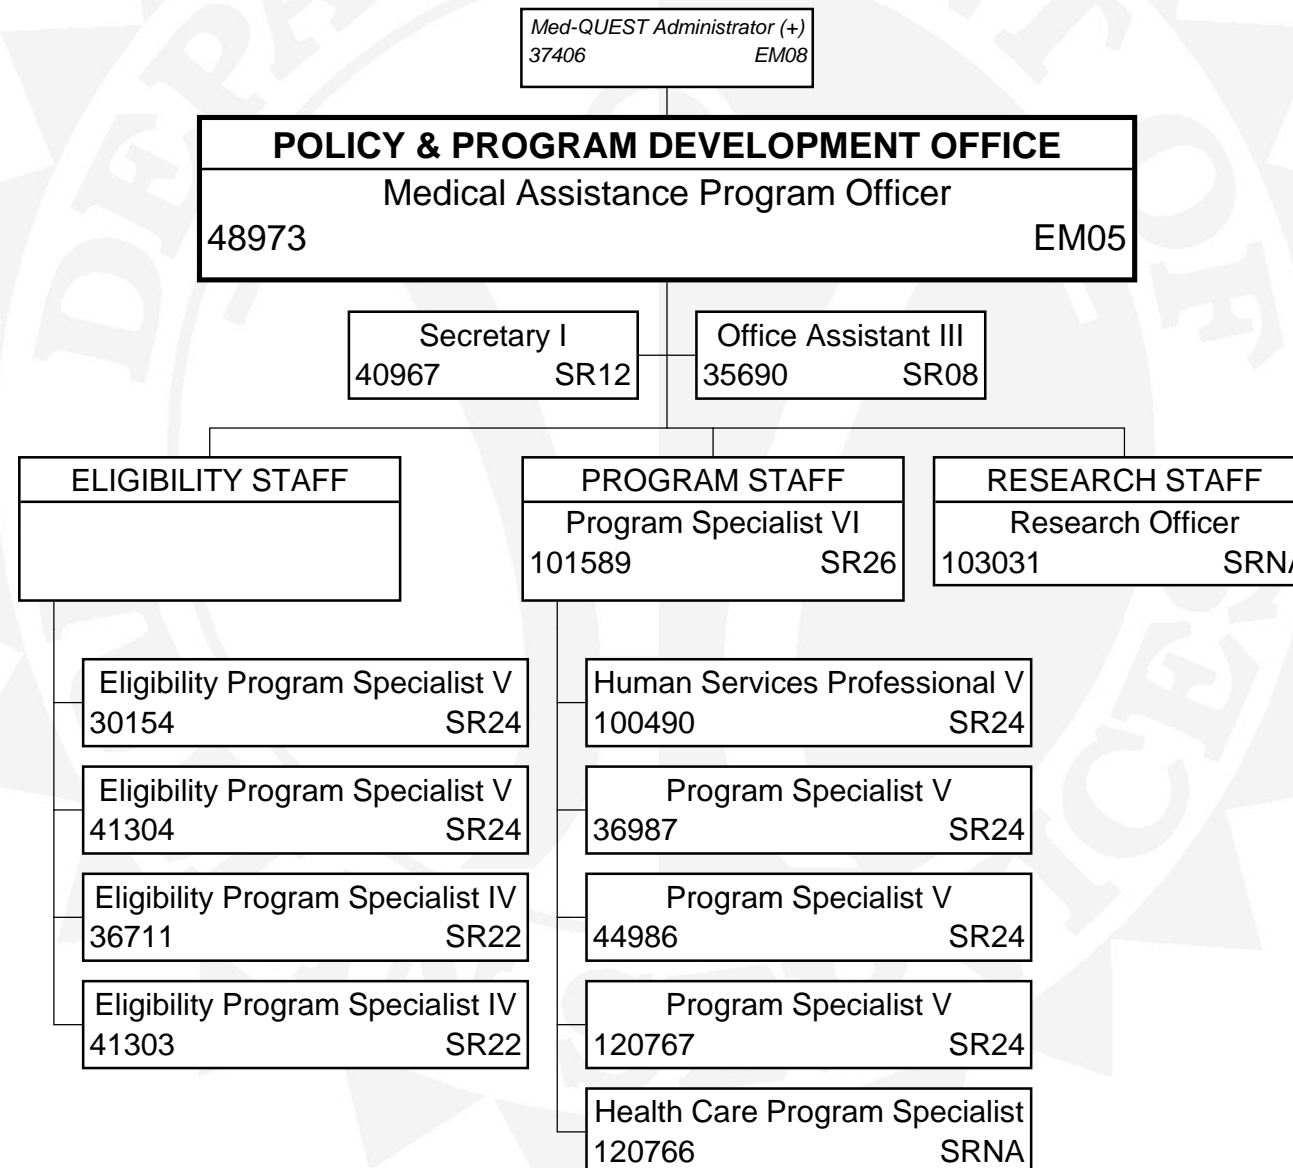 Med-QUEST Administrator (+)
37406 EM08
POLICY & PROGRAM DEVELOPMENT OFFICE
Medical Assistance Program Officer
48973 EM05
Secretary I
40967 SR12
Office Assistant III
35690 SR08
ELIGIBILITY STAFF
PROGRAM STAFF
Program Specialist VI
101589 SR26
RESEARCH STAFF
Research Officer
103031 SRNA
Eligibility Program Specialist V
30154 SR24
Eligibility Program Specialist V
41304 SR24
Eligibility Program Specialist IV
36711 SR22
Eligibility Program Specialist IV
41303 SR22
Human Services Professional V
100490 SR24
Program Specialist V
36987 SR24
Program Specialist V
44986 SR24
Program Specialist V
120767 SR24
Health Care Program Specialist
120766 SRNA